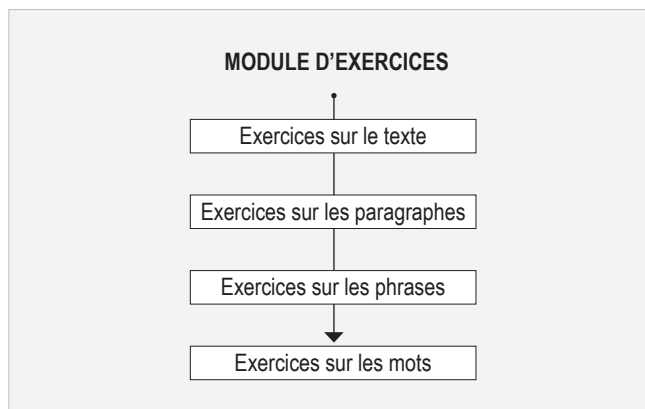 MODULE D’EXERCICES
Exercices sur le texte
Exercices sur les paragraphes
Exercices sur les phrases
Exercices sur les mots